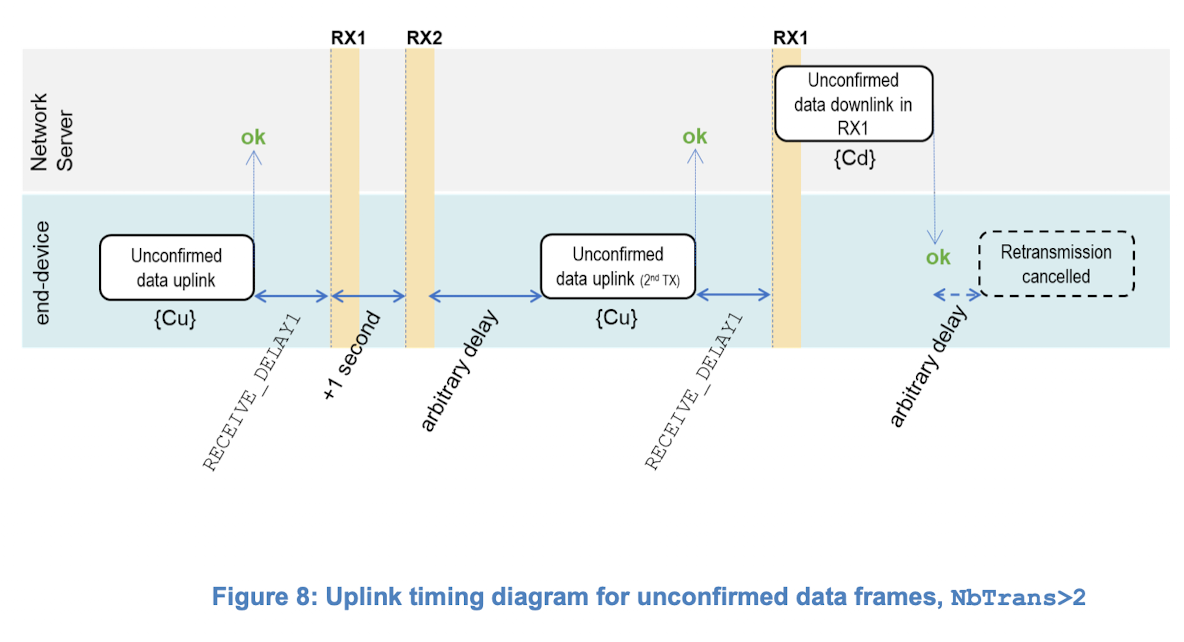 RX1
RX2
RX1
Network
Server
ok
ok
Unconfirmed
data downlink in
RX1
{Cd}
end-device
Unconfirmed
data uplink
{Cu}
Unconfirmed
data uplink (2nd TX)
{Cu}
ok
Retransmission
cancelled
RECEIVE_DELAY1
+1 second
arbitrary delay
RECEIVE_DELAY1
arbitrary delay
Figure 8: Uplink timing diagram for unconfirmed data frames, NbTrans>2